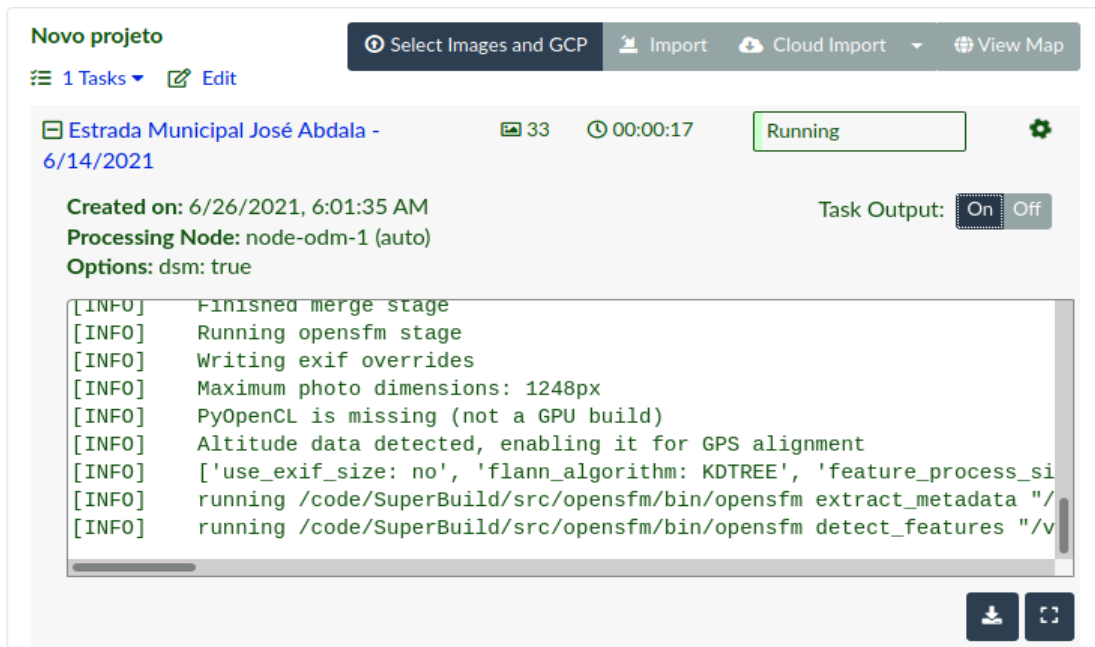 Novo projeto
Select Images and GCP Import Cloud Import View Map
1 Tasks Edit
Estrada Municipal José Abdala - 33 00:00:17 Running
6/14/2021
Created on: 6/26/2021, 6:01:35 AM Task Output: On Off
Processing Node: node-odm-1 (auto)
Options: dsm: true
[INFO] Finished merge stage
[INFO] Running opensfm stage
[INFO] Writing exif overrides
[INFO] Maximum photo dimensions: 1248px
[INFO] PyOpenCL is missing (not a GPU build)
[INFO] Altitude data detected, enabling it for GPS alignment
[INFO] ['use_exif_size: no', 'flann_algorithm: KDTREE', 'feature_process_si
[INFO] running /code/SuperBuild/src/opensfm/bin/opensfm extract_metadata "/
[INFO] running /code/SuperBuild/src/opensfm/bin/opensfm detect_features "/v